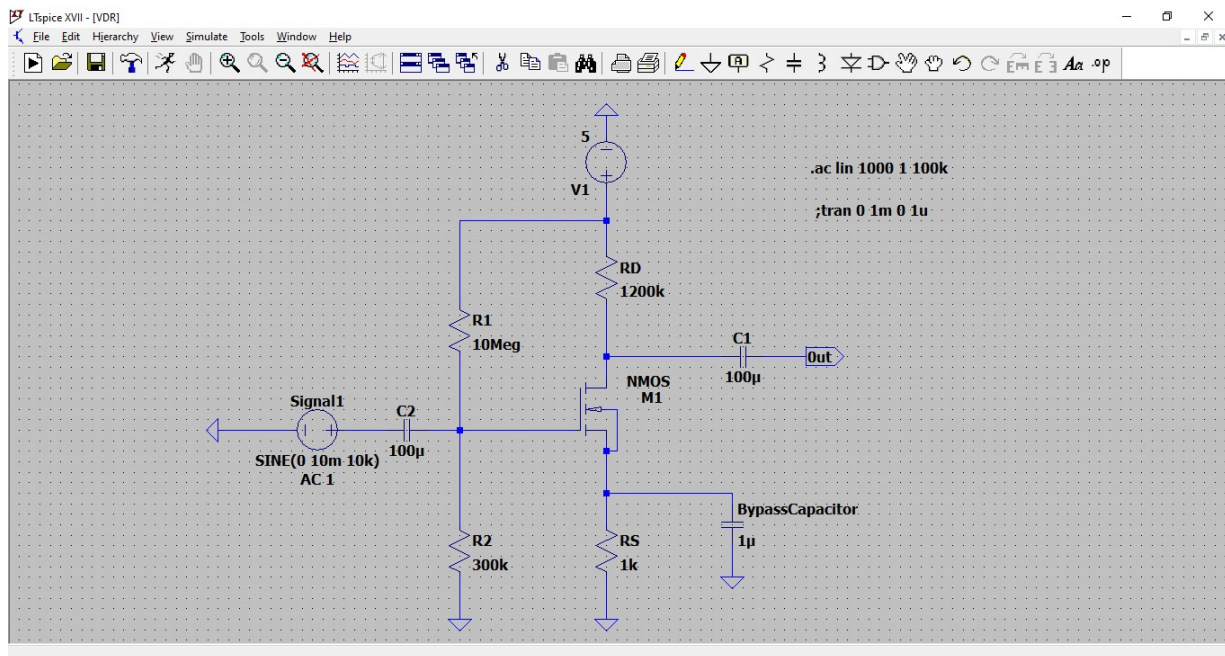 LTspice XVII - [VDR]
File Edit Hierarchy View Simulate Tools Window Help
Aa .op
5
V1
.ac lin 1000 1 100k
;tran 0 1m 0 1u
RD
1200k
R1
10Meg
C1
100µ
Out
NMOS
M1
Signal1
C2
100µ
SINE(0 10m 10k)
AC 1
BypassCapacitor
1µ
R2
300k
RS
1k